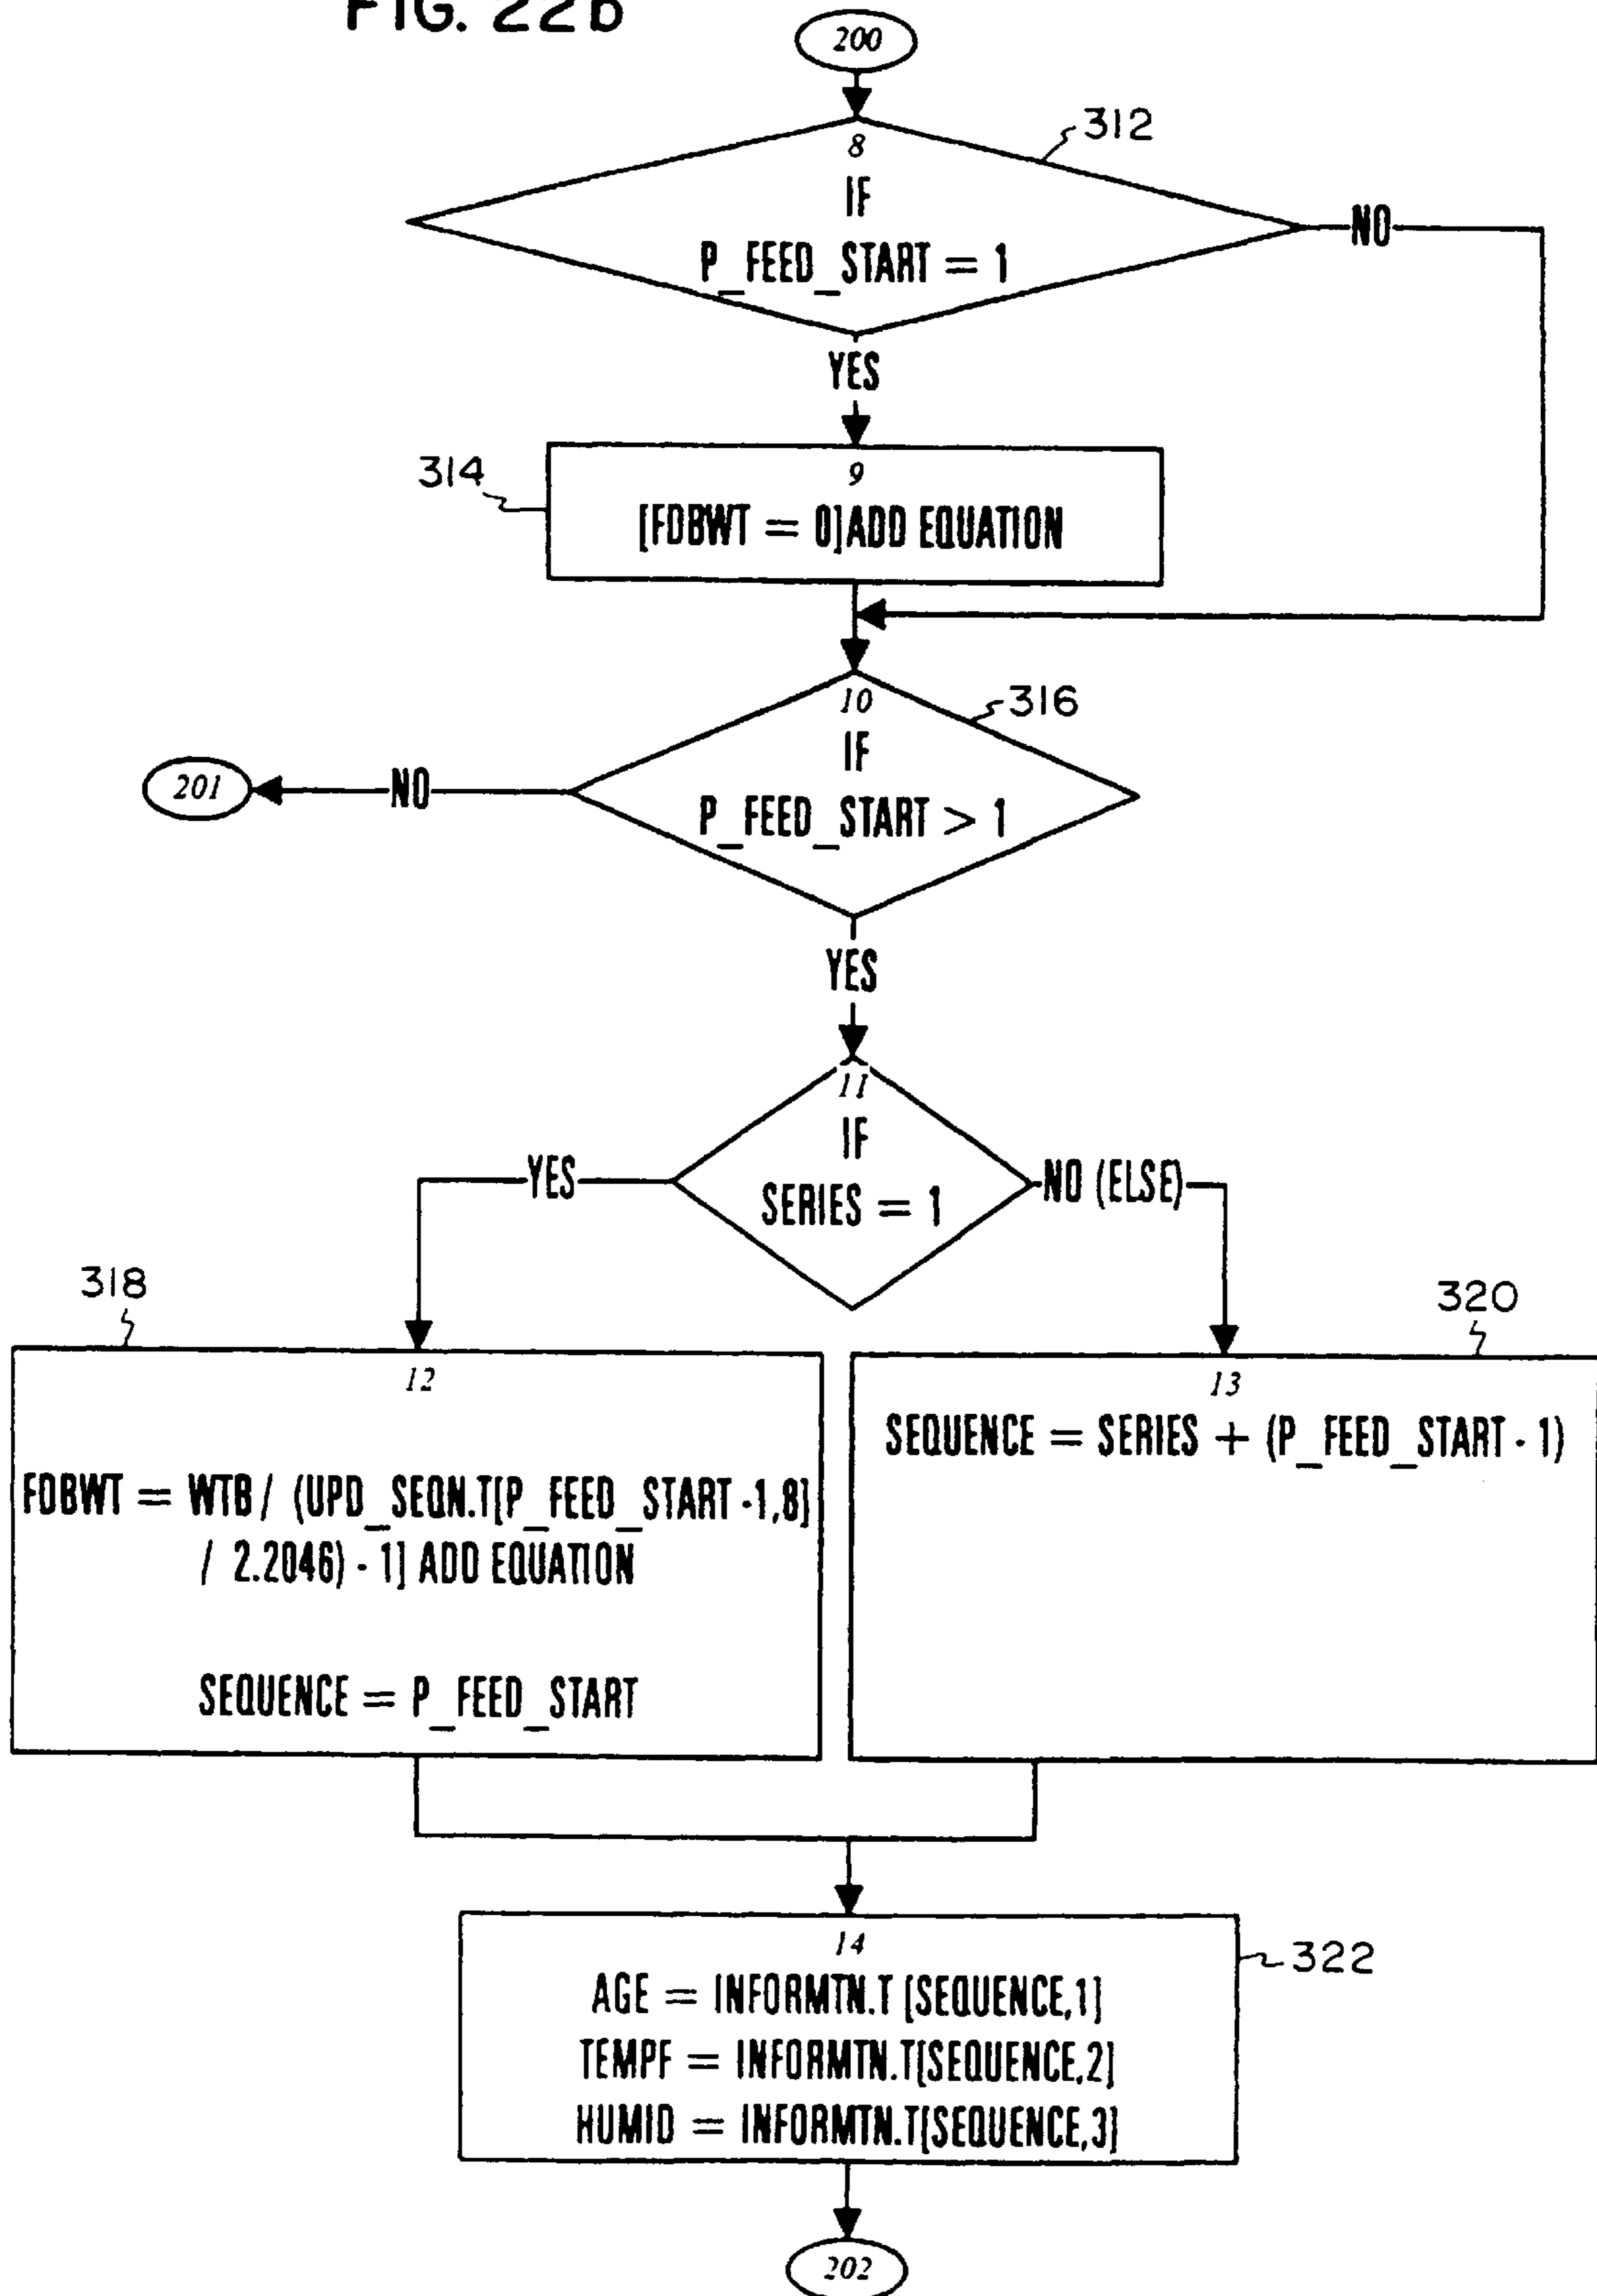 FIG. 22b
200
312
8
IF
P_FEED_START = 1
NO
YES
314
9
[FDBWT = 0]ADD EQUATION
316
10
IF
P_FEED_START > 1
NO
201
YES
11
IF
SERIES = 1
YES
NO (ELSE)
318
12
FDBWT = WTB / (UPD_SEQN.T[P_FEED_START -1,8]
/ 2.2046) - 1] ADD EQUATION
SEQUENCE = P_FEED_START
320
13
SEQUENCE = SERIES + (P_FEED_START - 1)
322
14
AGE = INFORMTN.T [SEQUENCE,1]
TEMPF = INFORMTN.T[SEQUENCE,2]
HUMID = INFORMTN.T[SEQUENCE,3]
202